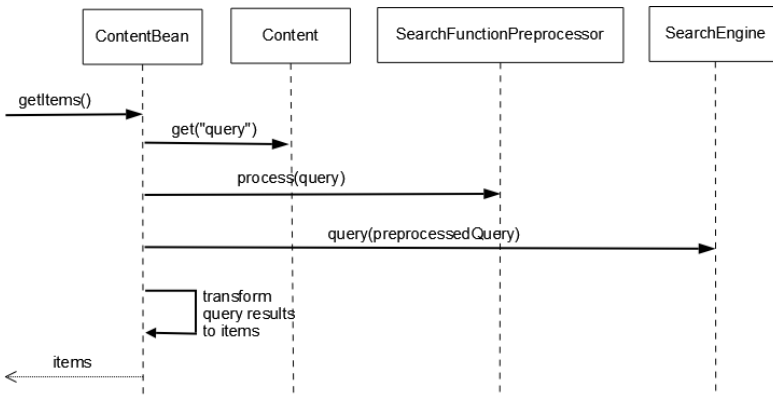 ContentBean
Content
SearchFunctionPreprocessor
SearchEngine
getItems()
get("query")
process(query)
query(preprocessedQuery)
transform
query results
to items
items